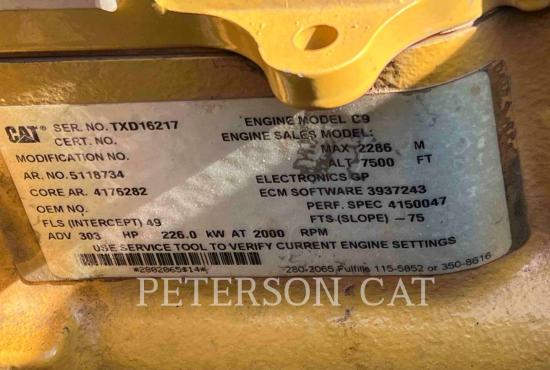 CAT® SER. NO. TXD16217 ENGINE MODEL C9
CERT. NO. ENGINE SALES MODEL:
MODIFICATION NO. MAX 2286 M
AR. NO. 5118734 ALT 7500 FT
CORE AR. 4176282 ELECTRONICS GP
OEM NO. ECM SOFTWARE 3937243
FLS (INTERCEPT) 49 PERF. SPEC 4150047
ADV 303 HP 226.0 kW AT 2000 RPM FTS (SLOPE) -75
USE SERVICE TOOL TO VERIFY CURRENT ENGINE SETTINGS
*2802065#14* 280-2065 Fulfills 115-5852 or 350-8616
PETERSON CAT